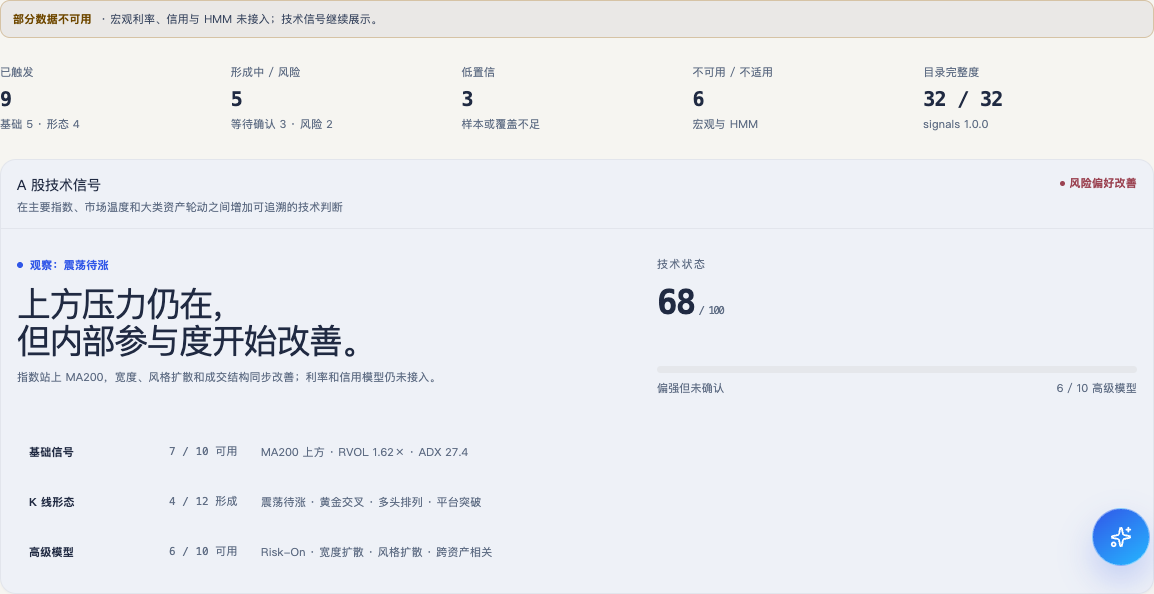 部分数据不可用 · 宏观利率、信用与 HMM 未接入；技术信号继续展示。
已触发
9
基础 5 · 形态 4
形成中 / 风险
5
等待确认 3 · 风险 2
低置信
3
样本或覆盖不足
不可用 / 不适用
6
宏观与 HMM
目录完整度
32 / 32
signals 1.0.0
A 股技术信号
在主要指数、市场温度和大类资产轮动之间增加可追溯的技术判断
风险偏好改善
观察：震荡待涨
上方压力仍在，
但内部参与度开始改善。
指数站上 MA200，宽度、风格扩散和成交结构同步改善；利率和信用模型仍未接入。
技术状态
68 / 100
偏强但未确认
6 / 10 高级模型
基础信号 7 / 10 可用 MA200 上方 · RVOL 1.62× · ADX 27.4
K 线形态 4 / 12 形成 震荡待涨 · 黄金交叉 · 多头排列 · 平台突破
高级模型 6 / 10 可用 Risk-On · 宽度扩散 · 风格扩散 · 跨资产相关